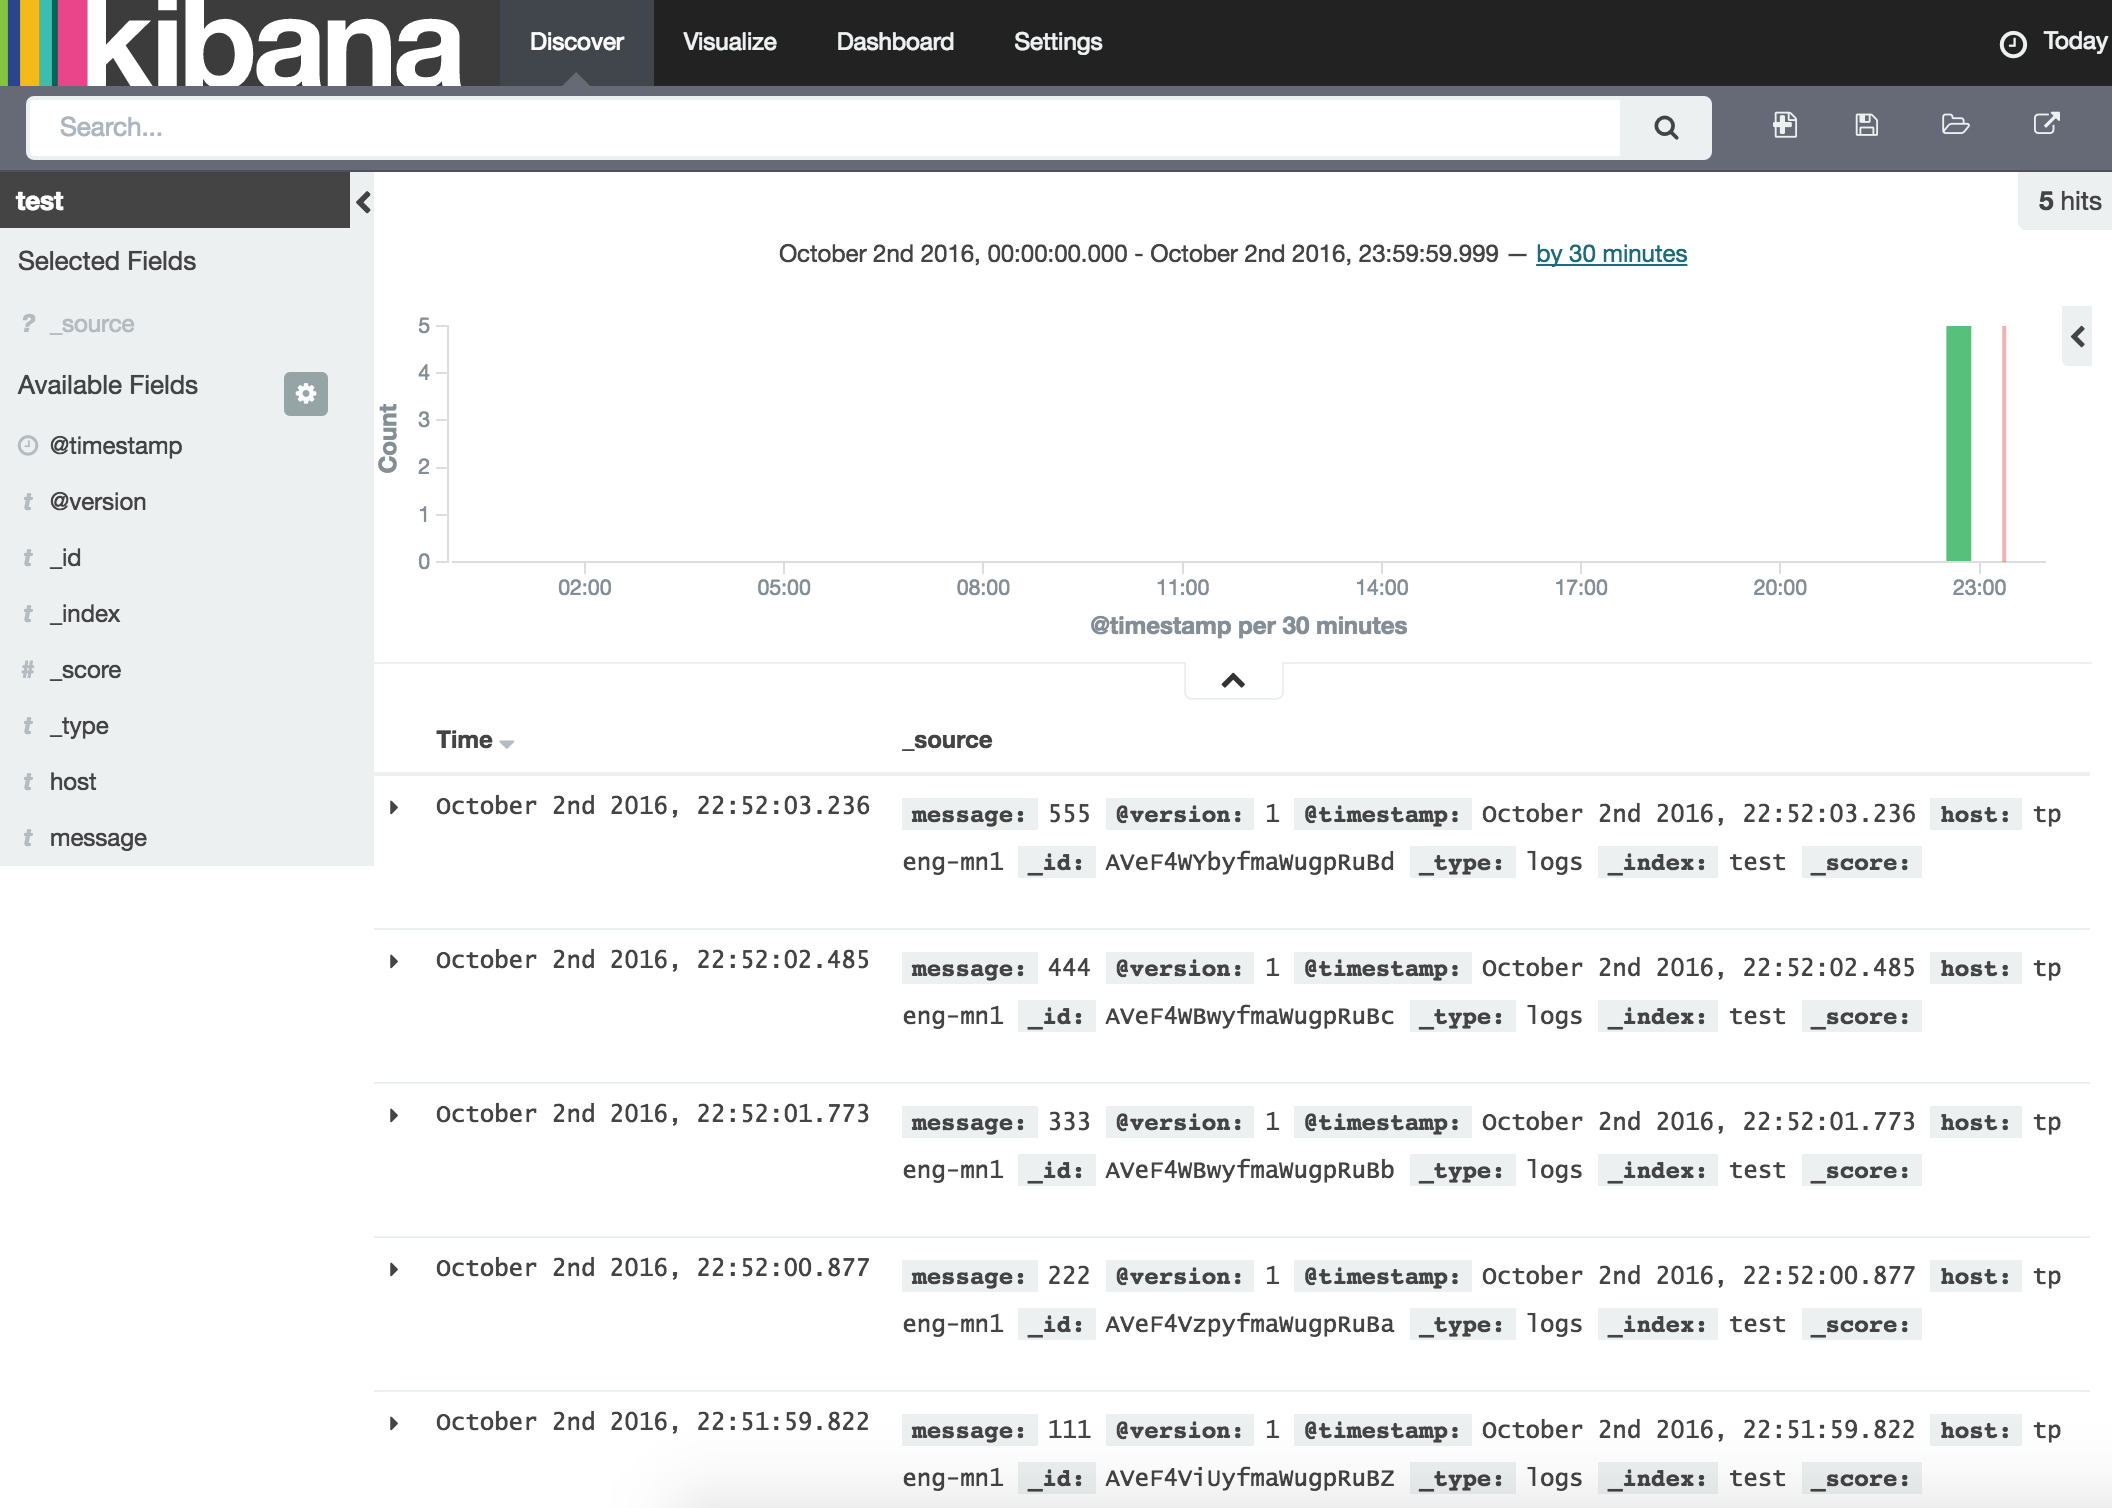 kibana Discover Visualize Dashboard Settings Today
Search...
test
5 hits
Selected Fields
? _source
Available Fields
@timestamp
t @version
t _id
t _index
# _score
t _type
t host
t message
October 2nd 2016, 00:00:00.000 - October 2nd 2016, 23:59:59.999 — by 30 minutes
Count
5
4
3
2
1
0
02:00 05:00 08:00 11:00 14:00 17:00 20:00 23:00
@timestamp per 30 minutes
Time _source
October 2nd 2016, 22:52:03.236 message: 555 @version: 1 @timestamp: October 2nd 2016, 22:52:03.236 host: tp
eng-mn1 _id: AVeF4WYbyfmaWugpRuBd _type: logs _index: test _score:
October 2nd 2016, 22:52:02.485 message: 444 @version: 1 @timestamp: October 2nd 2016, 22:52:02.485 host: tp
eng-mn1 _id: AVeF4WBwyfmaWugpRuBc _type: logs _index: test _score:
October 2nd 2016, 22:52:01.773 message: 333 @version: 1 @timestamp: October 2nd 2016, 22:52:01.773 host: tp
eng-mn1 _id: AVeF4WBwyfmaWugpRuBb _type: logs _index: test _score:
October 2nd 2016, 22:52:00.877 message: 222 @version: 1 @timestamp: October 2nd 2016, 22:52:00.877 host: tp
eng-mn1 _id: AVeF4VzpyfmaWugpRuBa _type: logs _index: test _score:
October 2nd 2016, 22:51:59.822 message: 111 @version: 1 @timestamp: October 2nd 2016, 22:51:59.822 host: tp
eng-mn1 _id: AVeF4ViUyfmaWugpRuBZ _type: logs _index: test _score: